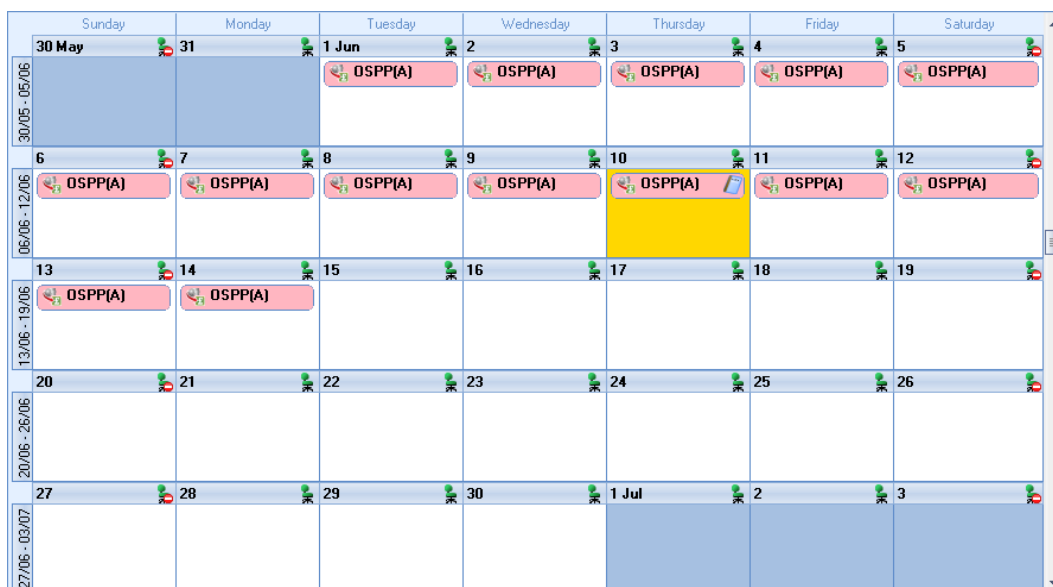 Sunday Monday Tuesday Wednesday Thursday Friday Saturday
30 May 31 1 Jun 2 3 4 5
30/05 - 05/06
OSPP(A) OSPP(A) OSPP(A) OSPP(A) OSPP(A)
6 7 8 9 10 11 12
06/06 - 12/06
OSPP(A) OSPP(A) OSPP(A) OSPP(A) OSPP(A) OSPP(A) OSPP(A)
13 14 15 16 17 18 19
13/06 - 19/06
OSPP(A) OSPP(A)
20 21 22 23 24 25 26
20/06 - 26/06
27 28 29 30 1 Jul 2 3
27/06 - 03/07